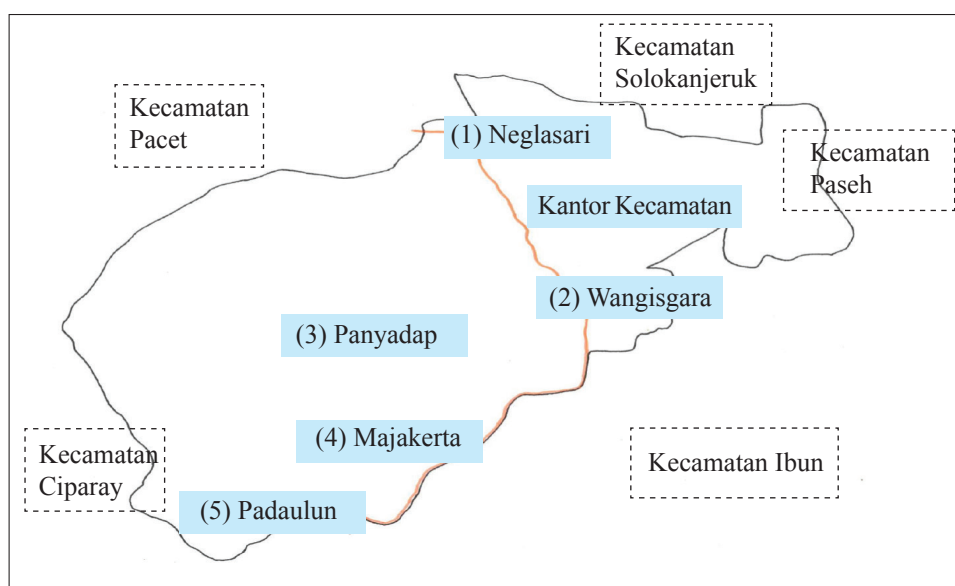 Kecamatan
Solokanjeruk
Kecamatan
Pacet
(1) Neglasari
Kecamatan
Paseh
Kantor Kecamatan
(2) Wangisgara
(3) Panyadap
(4) Majakerta
Kecamatan
Ciparay
Kecamatan Ibun
(5) Padaulun